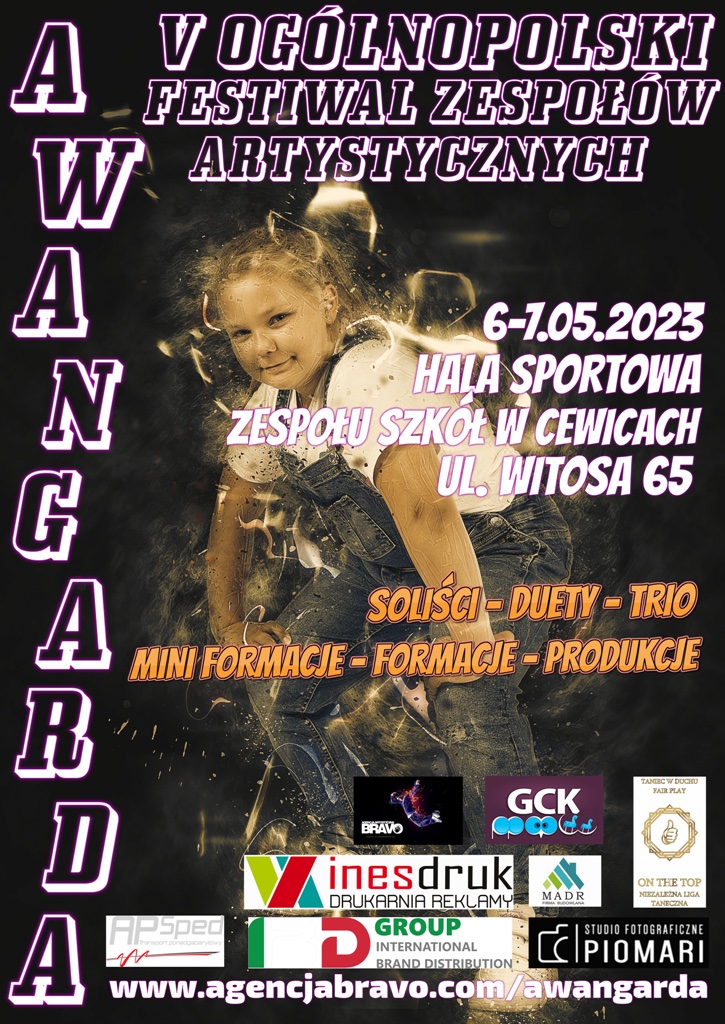 AWANGARDA
V OGÓLNOPOLSKI
FESTIWAL ZESPOŁÓW
ARTYSTYCZNYCH
6-7.05.2023
HALA SPORTOWA
ZESPOŁU SZKÓŁ W CEWICACH
UL. WITOSA 65
SOLIŚCI - DUETY - TRIO
MINI FORMACJE - FORMACJE - PRODUKCJE
BRAVO
GCK
TANIEC W DUCHU
FAIR PLAY
ON THE TOP
NIEZALEŻNA LIGA
TANECZNA
inesdruk
DRUKARNIA REKLAMY
MADR
FIRMA BUDOWLANA
APSped
GROUP
INTERNATIONAL
BRAND DISTRIBUTION
STUDIO FOTOGRAFICZNE
PIOMARI
www.agencjabravo.com/awangarda